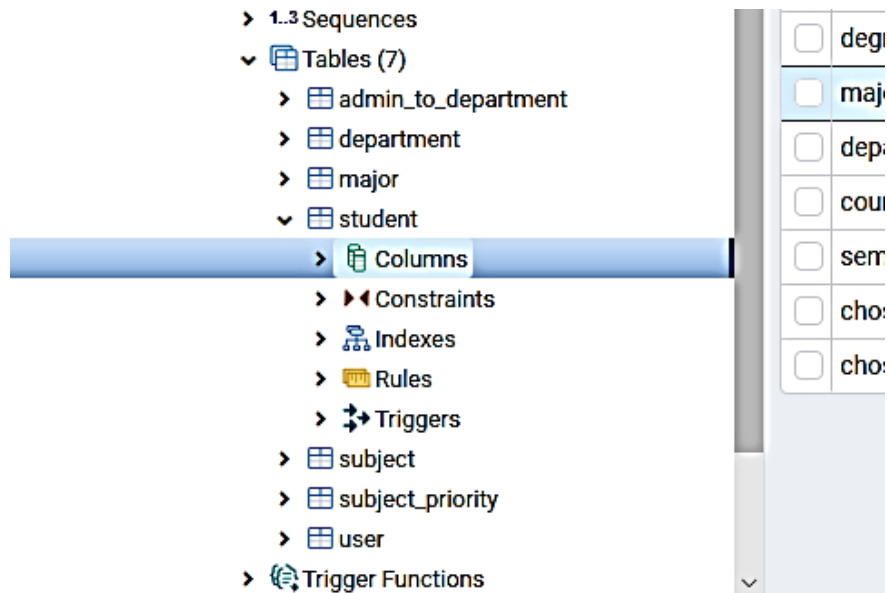 1..3 Sequences
Tables (7)
admin_to_department
department
major
student
Columns
Constraints
Indexes
Rules
Triggers
subject
subject_priority
user
Trigger Functions